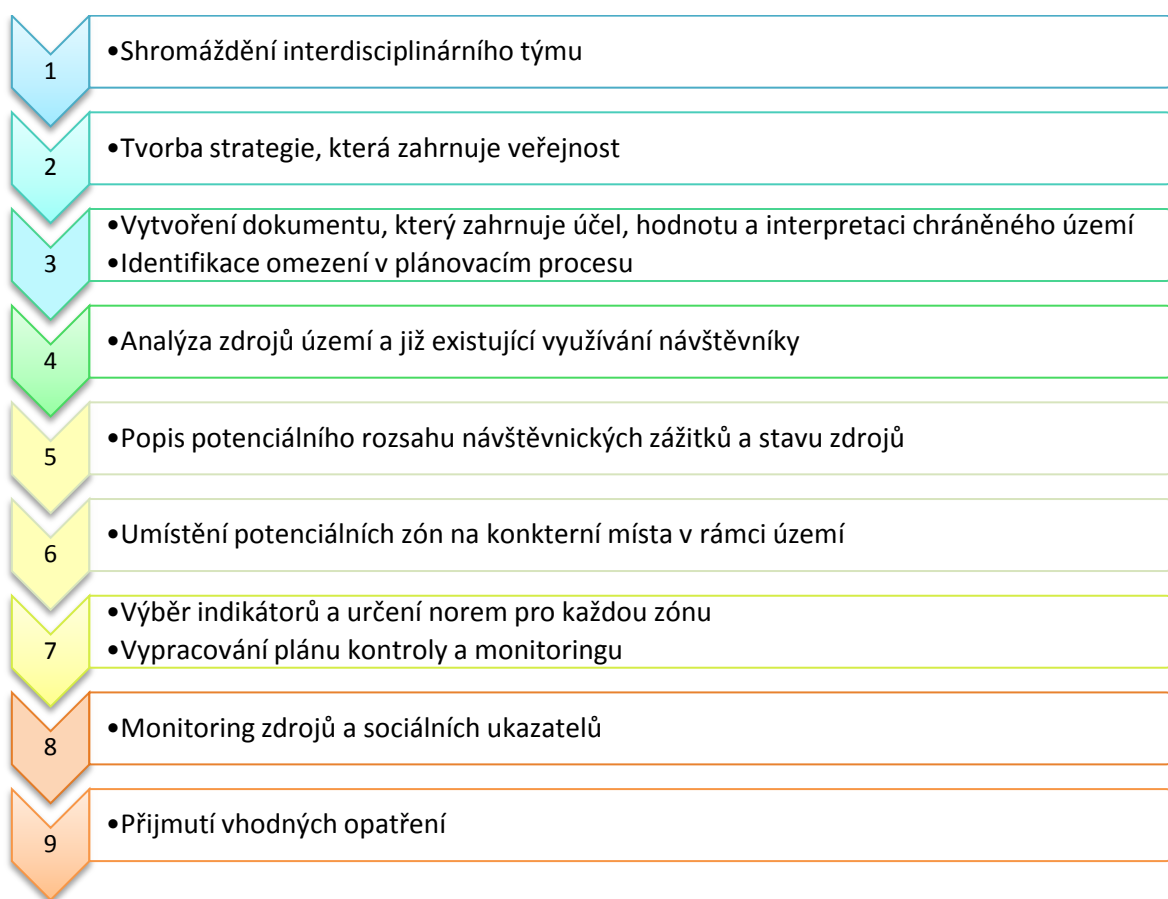 1
•Shromáždění interdisciplinárního týmu
2
•Tvorba strategie, která zahrnuje veřejnost
3
•Vytvoření dokumentu, který zahrnuje účel, hodnotu a interpretaci chráněného území
•Identifikace omezení v plánovacím procesu
4
•Analýza zdrojů území a již existující využívání návštěvníky
5
•Popis potenciálního rozsahu návštěvnických zážitků a stavu zdrojů
6
•Umístění potenciálních zón na konkterní místa v rámci území
7
•Výběr indikátorů a určení norem pro každou zónu
•Vypracování plánu kontroly a monitoringu
8
•Monitoring zdrojů a sociálních ukazatelů
9
•Přijmutí vhodných opatření